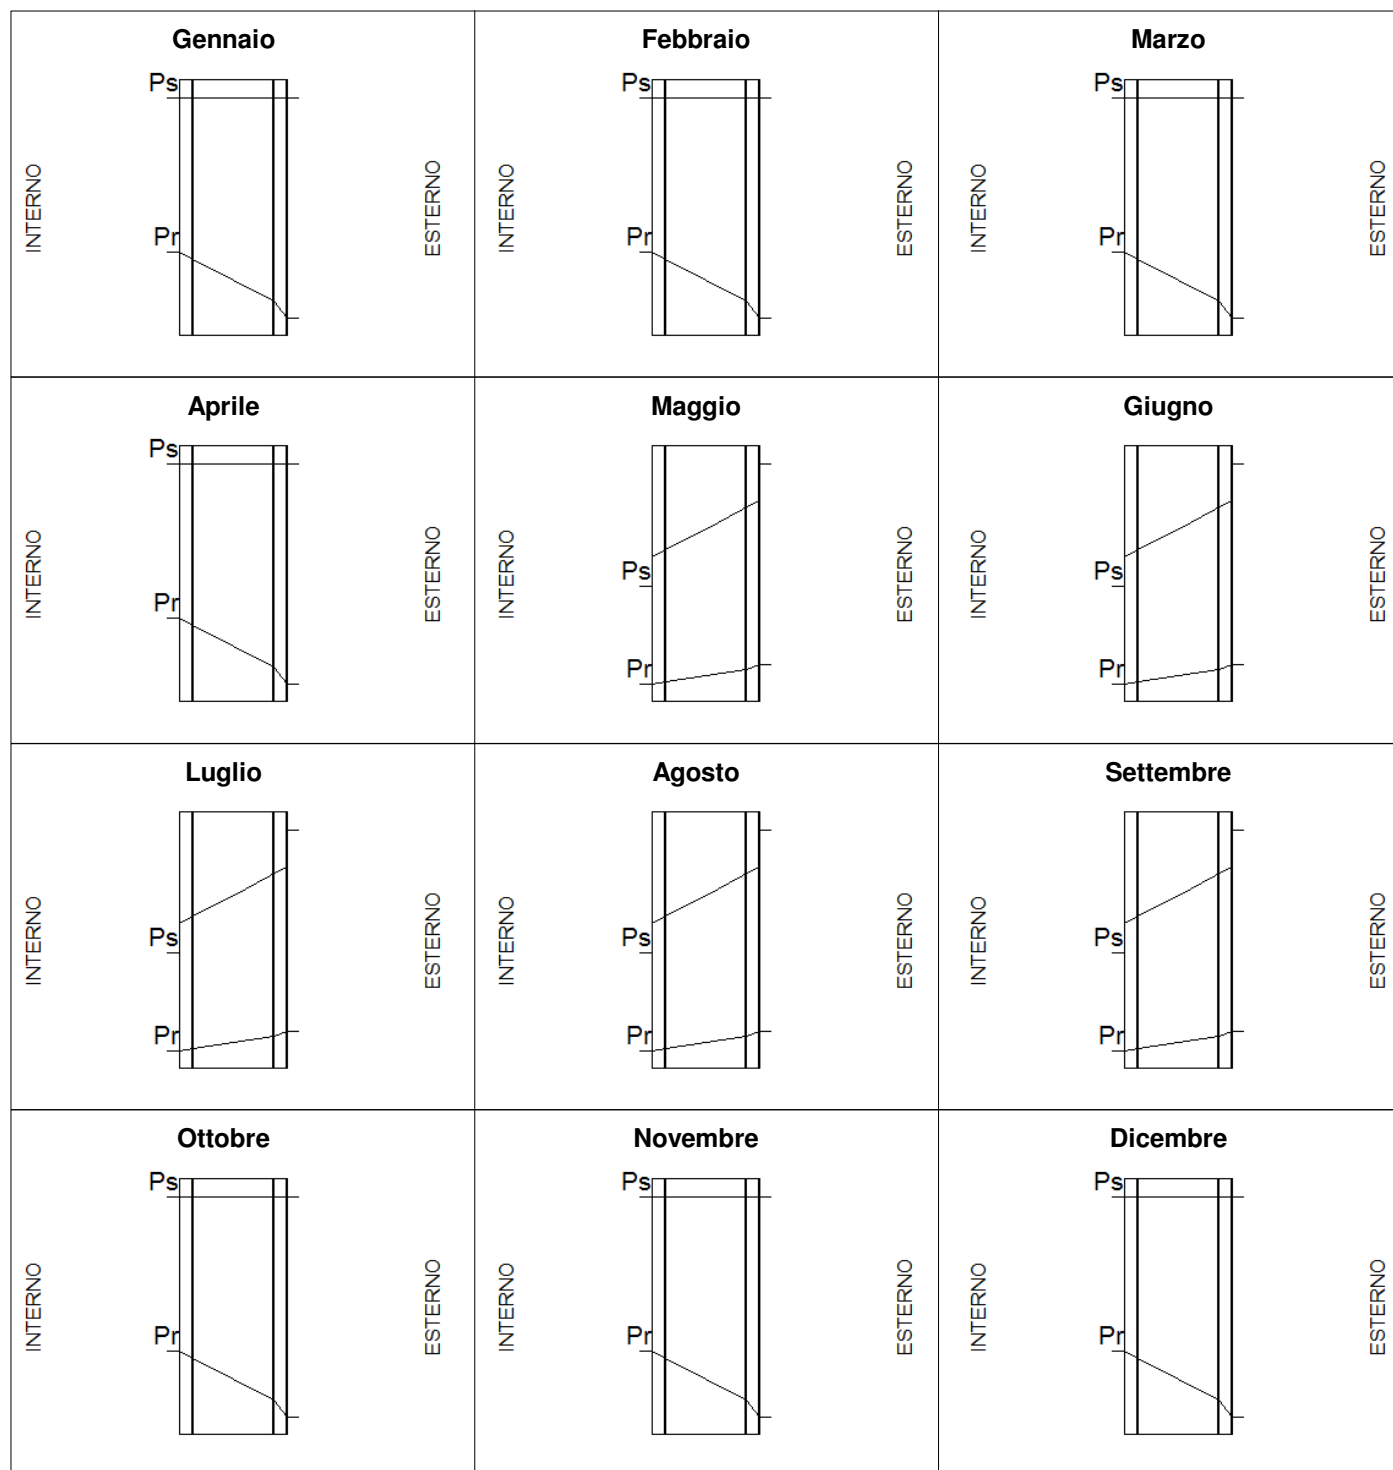 Gennaio Febbraio Marzo
Ps Ps Ps
INTERNO ESTERNO INTERNO ESTERNO INTERNO ESTERNO
Pr Pr Pr
Aprile Maggio Giugno
Ps
INTERNO ESTERNO INTERNO ESTERNO INTERNO ESTERNO
Ps Ps
Pr
Pr Pr
Luglio Agosto Settembre
INTERNO ESTERNO INTERNO ESTERNO INTERNO ESTERNO
Ps Ps Ps
Pr Pr Pr
Ottobre Novembre Dicembre
Ps Ps Ps
INTERNO ESTERNO INTERNO ESTERNO INTERNO ESTERNO
Pr Pr Pr